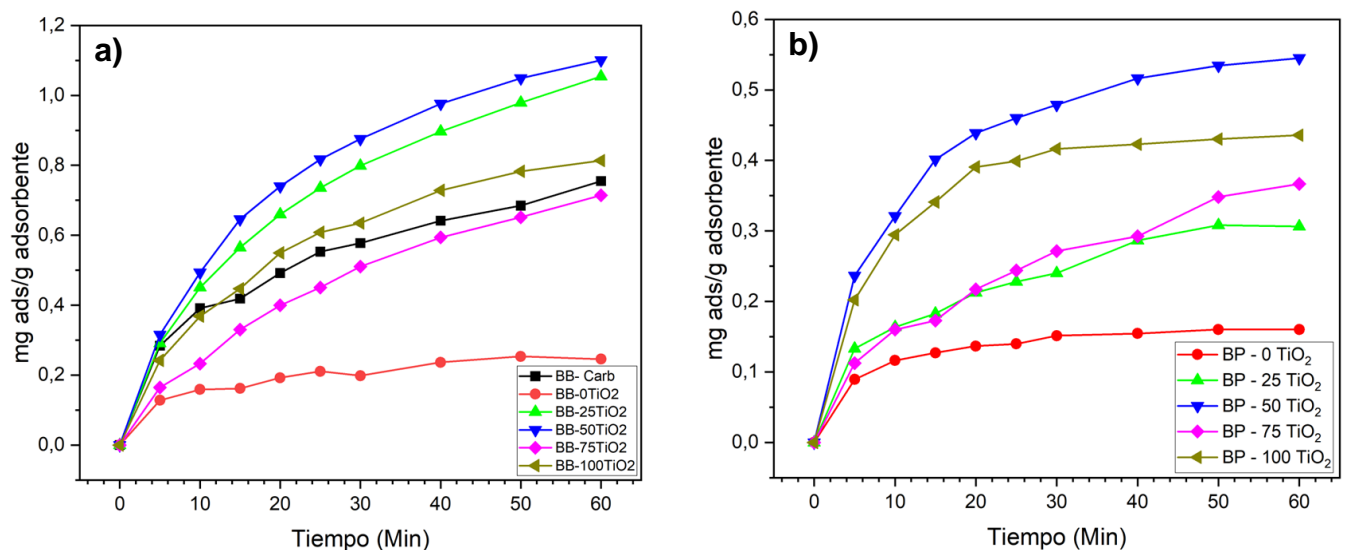 a)
mg ads/g adsorbente
1,2
1,0
0,8
0,6
0,4
0,2
0,0
BB- Carb
BB-0TiO2
BB-25TiO2
BB-50TiO2
BB-75TiO2
BB-100TiO2
0 10 20 30 40 50 60
Tiempo (Min)
b)
mg ads/g adsorbente
0,6
0,5
0,4
0,3
0,2
0,1
0,0
BP - 0 TiO₂
BP - 25 TiO₂
BP - 50 TiO₂
BP - 75 TiO₂
BP - 100 TiO₂
0 10 20 30 40 50 60
Tiempo (Min)